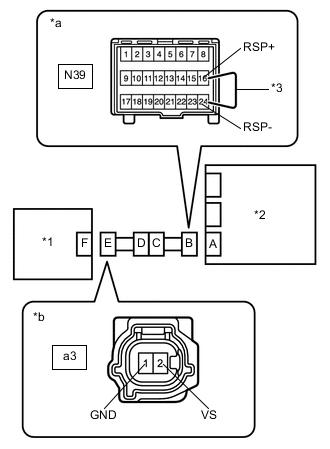 *a
N39
1 2 3 4 5 6 7 8
9 10 11 12 13 14 15 16
17 18 19 20 21 22 23 24
RSP+
*3
RSP-
*1
F E D C B A
*2
*b
a3
1 2
GND
VS